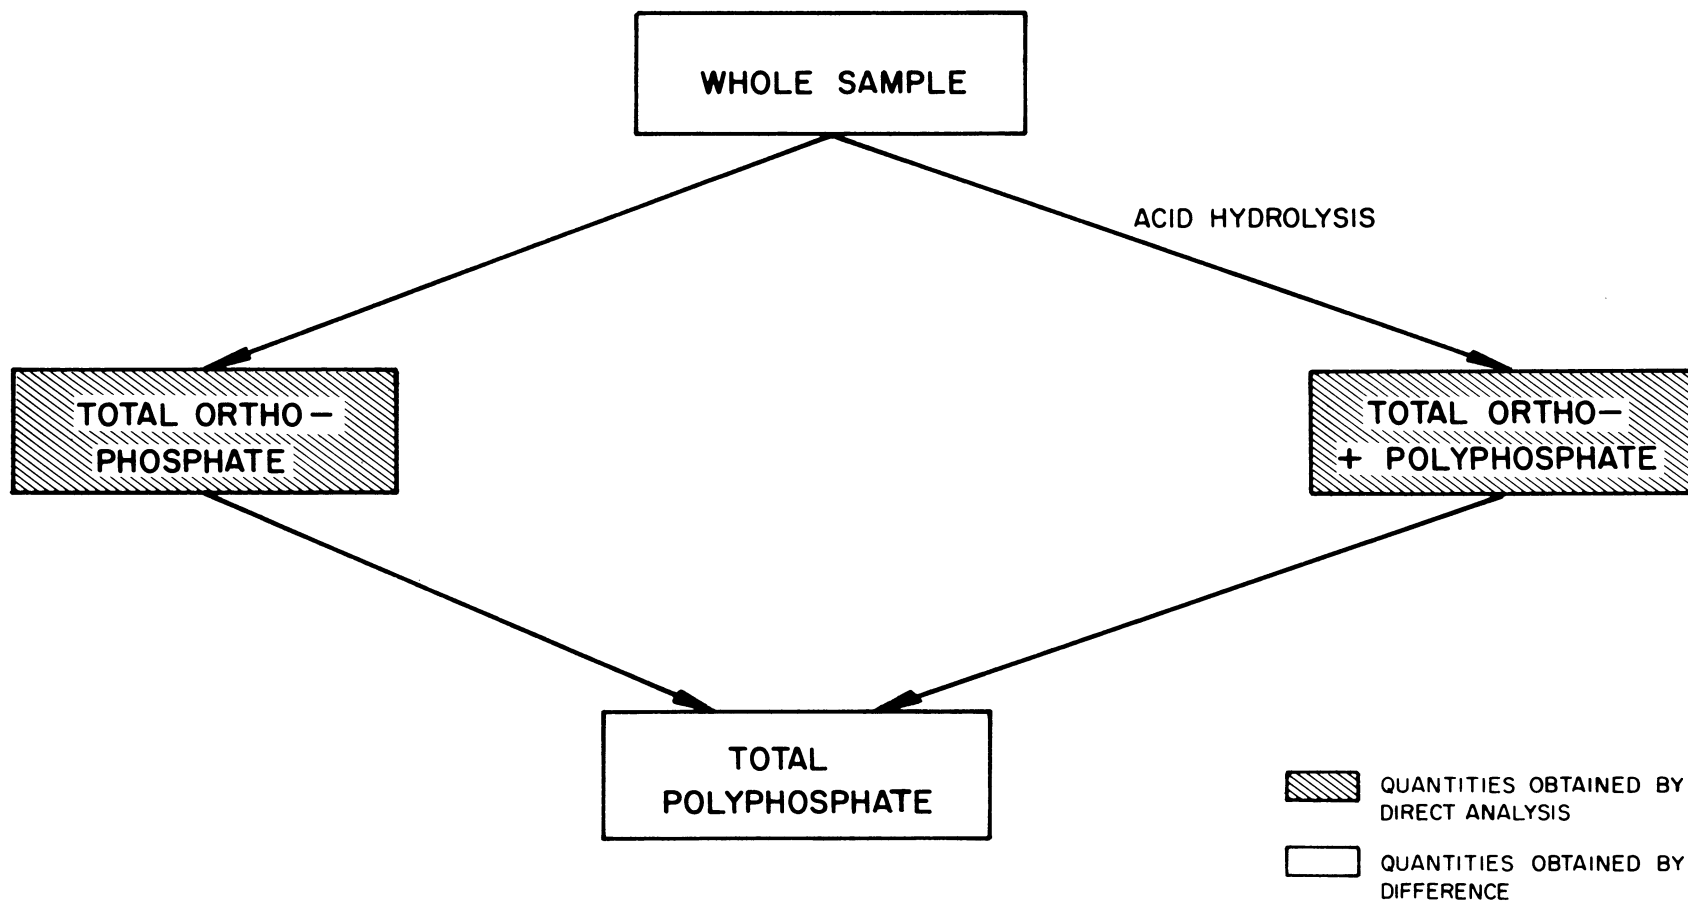 WHOLE SAMPLE
ACID HYDROLYSIS
TOTAL ORTHO-
PHOSPHATE
TOTAL ORTHO-
+ POLYPHOSPHATE
TOTAL
POLYPHOSPHATE
QUANTITIES OBTAINED BY
DIRECT ANALYSIS
QUANTITIES OBTAINED BY
DIFFERENCE